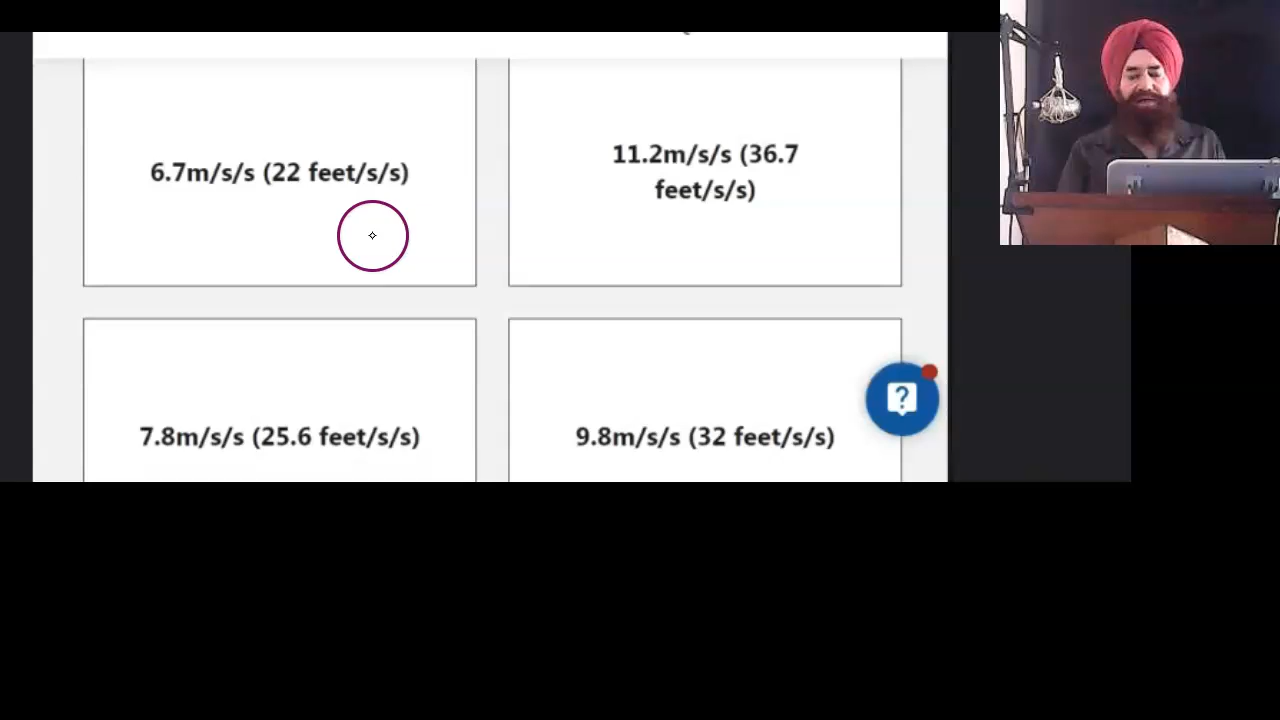 6.7m/s/s (22 feet/s/s)
11.2m/s/s (36.7
feet/s/s)
7.8m/s/s (25.6 feet/s/s)
9.8m/s/s (32 feet/s/s)
?